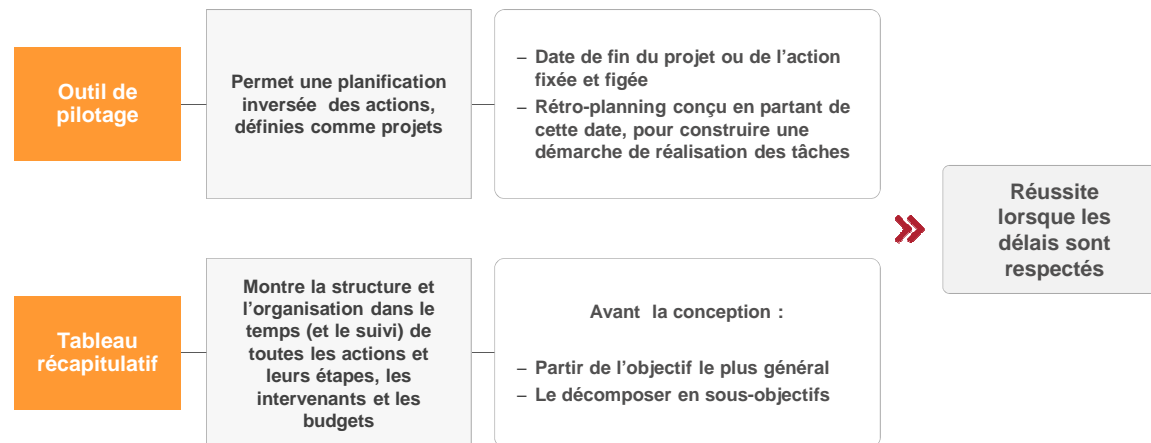 Outil de
pilotage
Permet une planification
inversée des actions,
définies comme projets
– Date de fin du projet ou de l’action
fixée et figée
– Rétro-planning conçu en partant de
cette date, pour construire une
démarche de réalisation des tâches
Tableau
récapitulatif
Montre la structure et
l’organisation dans le
temps (et le suivi) de
toutes les actions et
leurs étapes, les
intervenants et les
budgets
Avant la conception :
– Partir de l’objectif le plus général
– Le décomposer en sous-objectifs
Réussite
lorsque les
délais sont
respectés